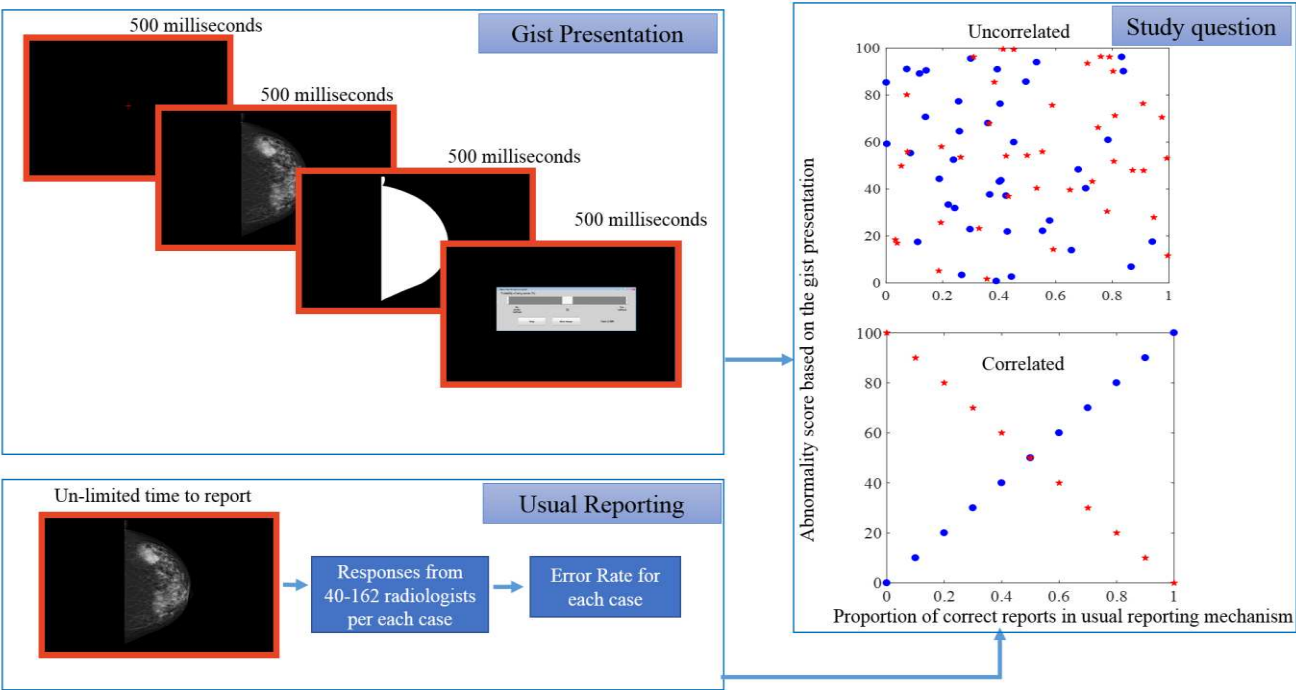 Gist Presentation
500 milliseconds
500 milliseconds
500 milliseconds
500 milliseconds
Usual Reporting
Un-limited time to report
Responses from
40-162 radiologists
per each case
Error Rate for
each case
Study question
Uncorrelated
100
80
60
40
20
0
0 0.2 0.4 0.6 0.8 1
Correlated
100
80
60
40
20
0
0 0.2 0.4 0.6 0.8 1
Abnormality score based on the gist presentation
Proportion of correct reports in usual reporting mechanism